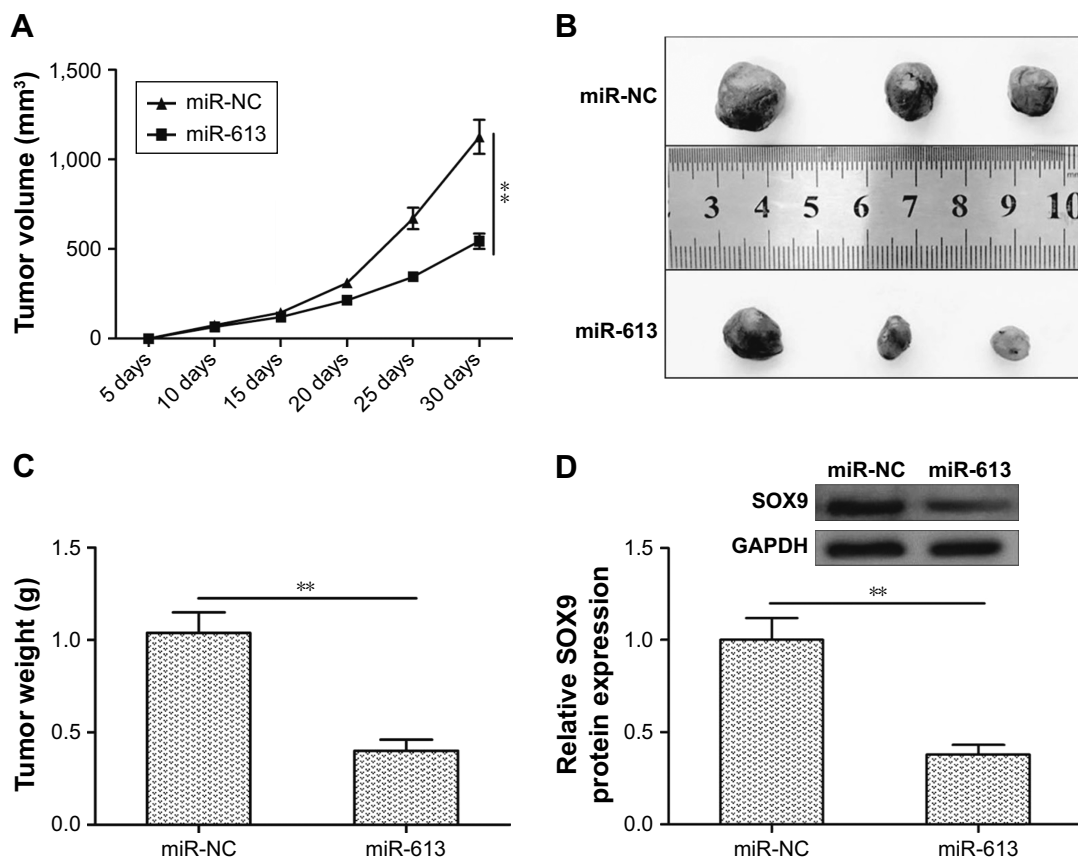 A
Tumor volume (mm³)
1,500
1,000
500
0
miR-NC
miR-613
**
5 days
10 days
15 days
20 days
25 days
30 days
B
miR-NC
3 4 5 6 7 8 9 10
miR-613
C
Tumor weight (g)
1.5
1.0
0.5
0.0
**
miR-NC
miR-613
D
miR-NC miR-613
SOX9
GAPDH
Relative SOX9
protein expression
1.5
1.0
0.5
0.0
**
miR-NC
miR-613